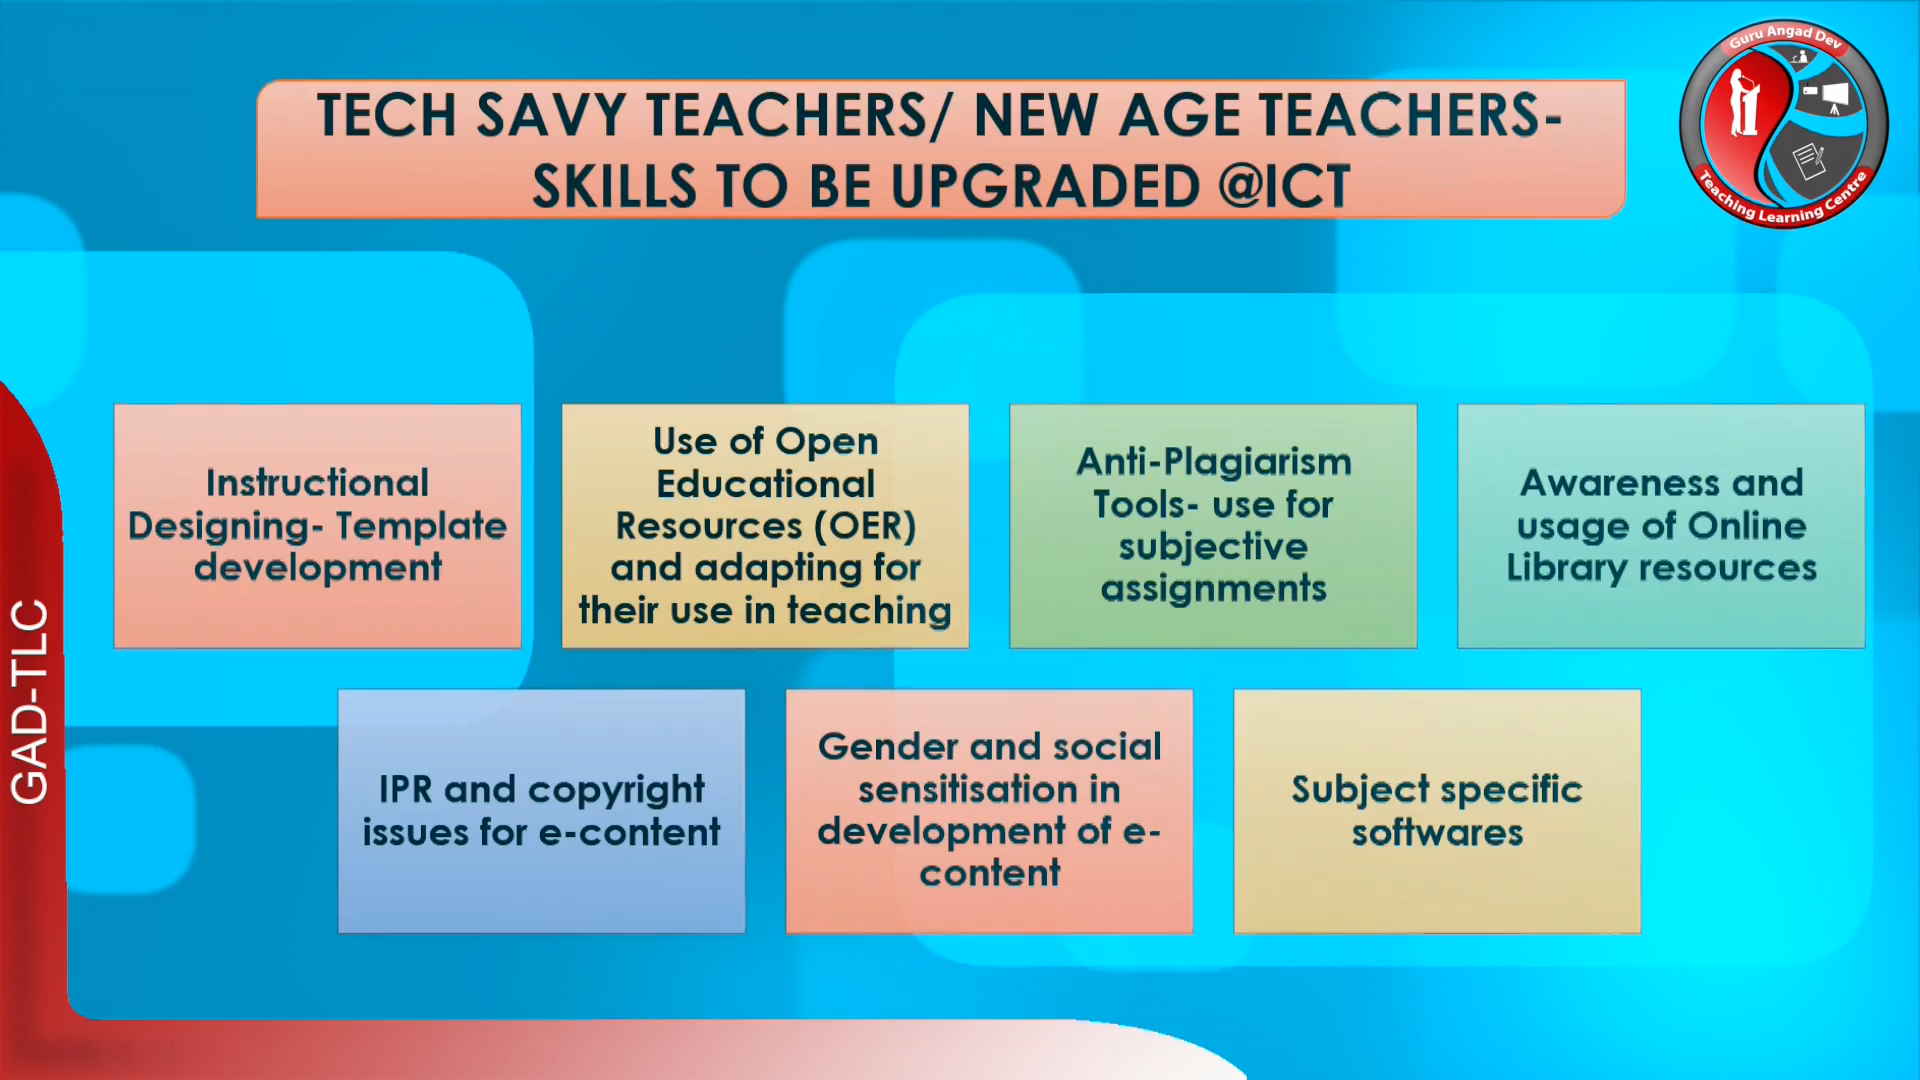 TECH SAVY TEACHERS/ NEW AGE TEACHERS-
SKILLS TO BE UPGRADED @ICT
Guru Angad Dev
Teaching Learning Centre
Instructional
Designing- Template
development
Use of Open
Educational
Resources (OER)
and adapting for
their use in teaching
Anti-Plagiarism
Tools- use for
subjective
assignments
Awareness and
usage of Online
Library resources
IPR and copyright
issues for e-content
Gender and social
sensitisation in
development of e-
content
Subject specific
softwares
GAD-TLC